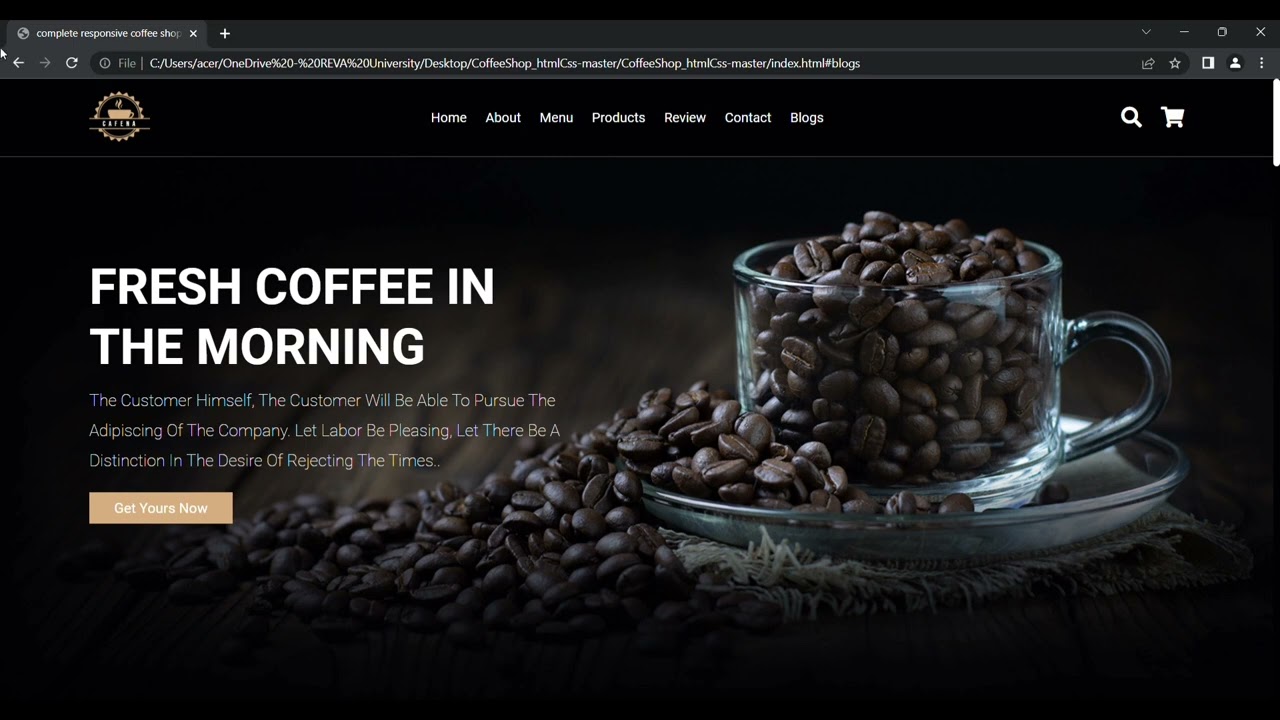 complete responsive coffee shop
File
C:/Users/acer/OneDrive%20-%20REVA%20University/Desktop/CoffeeShop_htmlCss-master/CoffeeShop_htmlCss-master/index.html#blogs
CAFENA
Home About Menu Products Review Contact Blogs
FRESH COFFEE IN
THE MORNING
The Customer Himself, The Customer Will Be Able To Pursue The
Adipiscing Of The Company. Let Labor Be Pleasing, Let There Be A
Distinction In The Desire Of Rejecting The Times..
Get Yours Now